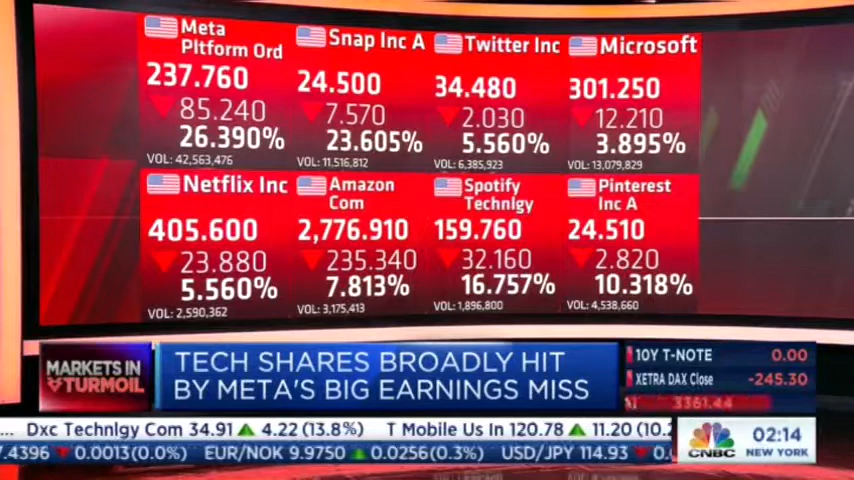 Meta
Pltform Ord
237.760
85.240
26.390%
VOL: 42,563,476
Snap Inc A
24.500
7.570
23.605%
VOL: 11,516,812
Twitter Inc
34.480
2.030
5.560%
VOL: 6,385,923
Microsoft
301.250
12.210
3.895%
VOL: 13,079,829
Netflix Inc
405.600
23.880
5.560%
VOL: 2,590,362
Amazon
Com
2,776.910
235.340
7.813%
VOL: 3,175,413
Spotify
Technlgy
159.760
32.160
16.757%
VOL: 1,896,800
Pinterest
Inc A
24.510
2.820
10.318%
VOL: 4,538,660
MARKETS IN
TURMOIL
TECH SHARES BROADLY HIT
BY META'S BIG EARNINGS MISS
10Y T-NOTE 0.00
XETRA DAX Close -245.30
3361.44
... Dxc Technlgy Com 34.91 4.22 (13.8%) T Mobile Us In 120.78 11.20 (10.2
.4396 0.0013(0.0%) EUR/NOK 9.9750 0.0256(0.3%) USD/JPY 114.93 0.
CNBC
02:14
NEW YORK